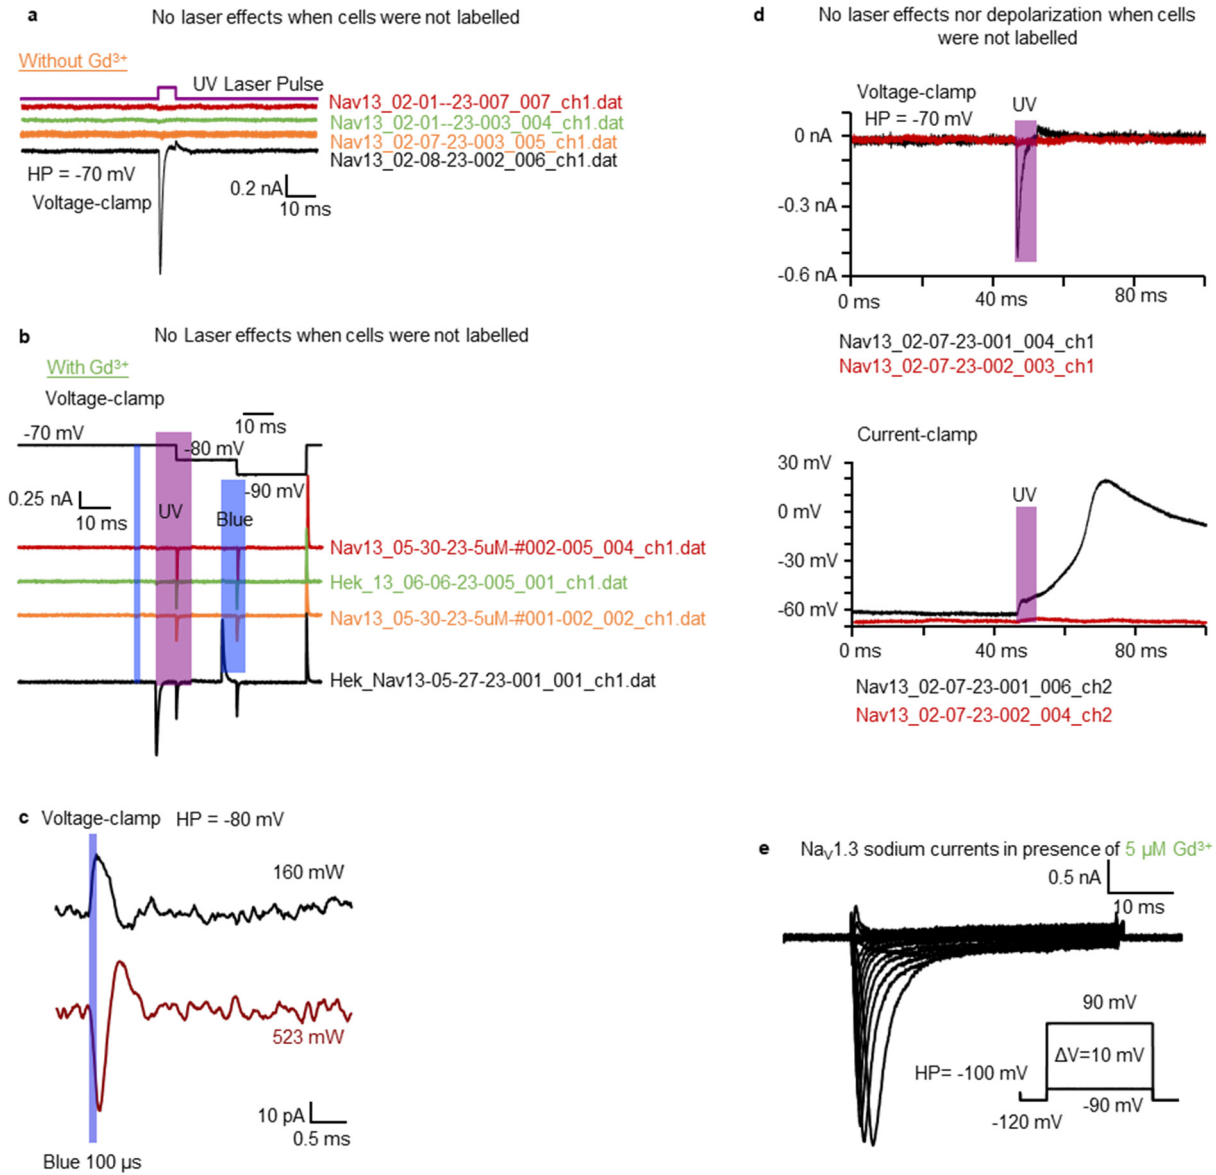 a
No laser effects when cells were not labelled
Without Gd³⁺
UV Laser Pulse
Nav13_02-01--23-007_007_ch1.dat
Nav13_02-01--23-003_004_ch1.dat
Nav13_02-07-23-003_005_ch1.dat
Nav13_02-08-23-002_006_ch1.dat
HP = -70 mV
Voltage-clamp
0.2 nA
10 ms
b
No Laser effects when cells were not labelled
With Gd³⁺
Voltage-clamp
10 ms
-70 mV
-80 mV
-90 mV
0.25 nA
10 ms
UV
Blue
Nav13_05-30-23-5uM-#002-005_004_ch1.dat
Hek_13_06-06-23-005_001_ch1.dat
Nav13_05-30-23-5uM-#001-002_002_ch1.dat
Hek_Nav13-05-27-23-001_001_ch1.dat
c
Voltage-clamp HP = -80 mV
160 mW
523 mW
10 pA
0.5 ms
Blue 100 µs
d
No laser effects nor depolarization when cells
were not labelled
Voltage-clamp
HP = -70 mV
UV
0 nA
-0.3 nA
-0.6 nA
0 ms
40 ms
80 ms
Nav13_02-07-23-001_004_ch1
Nav13_02-07-23-002_003_ch1
Current-clamp
30 mV
UV
0 mV
-30 mV
-60 mV
0 ms
40 ms
80 ms
Nav13_02-07-23-001_006_ch2
Nav13_02-07-23-002_004_ch2
e
NaV1.3 sodium currents in presence of 5 µM Gd³⁺
0.5 nA
10 ms
90 mV
ΔV=10 mV
HP= -100 mV
-90 mV
-120 mV